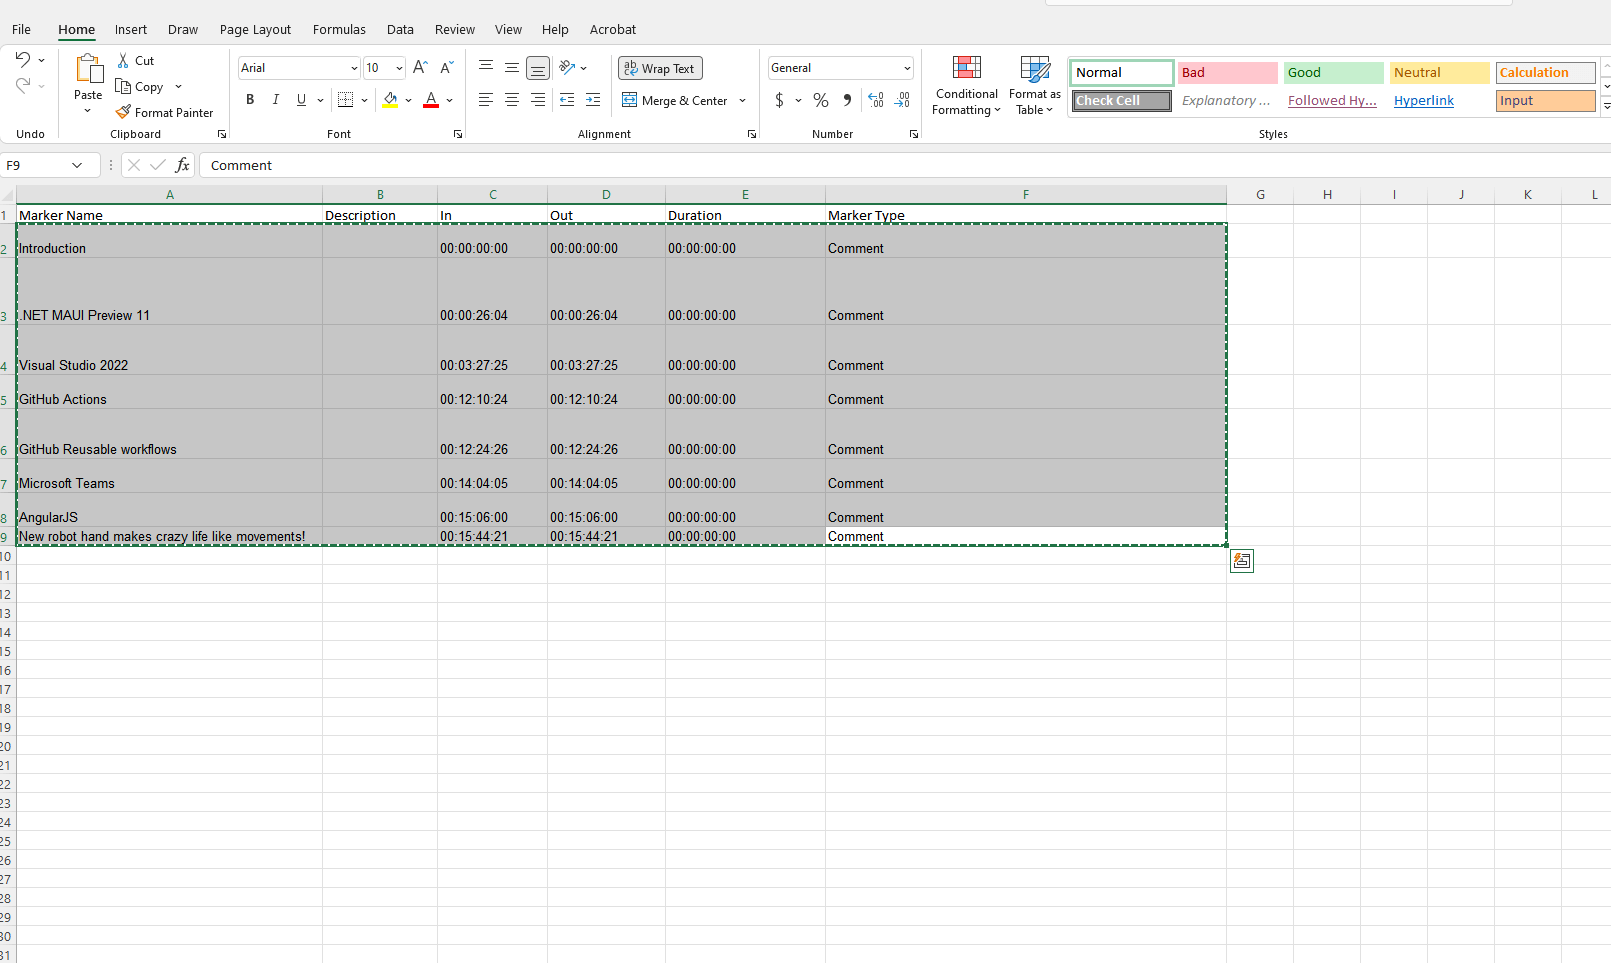 File Home Insert Draw Page Layout Formulas Data Review View Help Acrobat
Cut
Copy
Format Painter
Paste
Undo
Clipboard
Arial 10
B I U
A
Font
ab Wrap Text
Merge & Center
Alignment
General
$ % 9
Number
Conditional Formatting
Format as Table
Normal Bad Good Neutral Calculation
Check Cell Explanatory ... Followed Hy... Hyperlink Input
Styles
F9 fx Comment
A B C D E F G H I J K L
1 Marker Name Description In Out Duration Marker Type
2 Introduction 00:00:00:00 00:00:00:00 00:00:00:00 Comment
3 .NET MAUI Preview 11 00:00:26:04 00:00:26:04 00:00:00:00 Comment
4 Visual Studio 2022 00:03:27:25 00:03:27:25 00:00:00:00 Comment
5 GitHub Actions 00:12:10:24 00:12:10:24 00:00:00:00 Comment
6 GitHub Reusable workflows 00:12:24:26 00:12:24:26 00:00:00:00 Comment
7 Microsoft Teams 00:14:04:05 00:14:04:05 00:00:00:00 Comment
8 AngularJS 00:15:06:00 00:15:06:00 00:00:00:00 Comment
9 New robot hand makes crazy life like movements! 00:15:44:21 00:15:44:21 00:00:00:00 Comment
10
11
12
13
14
15
16
17
18
19
20
21
22
23
24
25
26
27
28
29
30
31